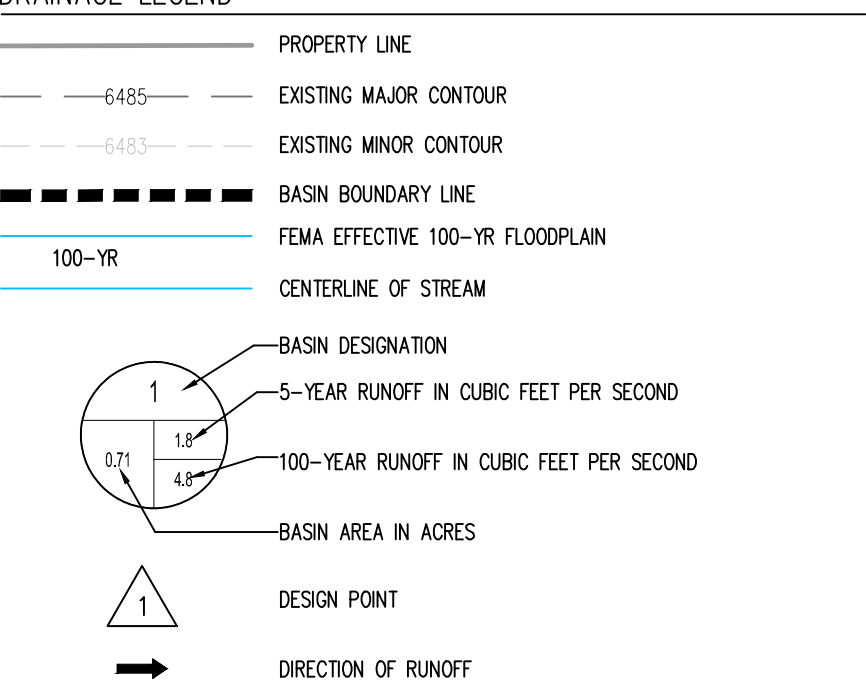 DRAINAGE LEGEND
PROPERTY LINE
6485 EXISTING MAJOR CONTOUR
6483 EXISTING MINOR CONTOUR
BASIN BOUNDARY LINE
FEMA EFFECTIVE 100-YR FLOODPLAIN
100-YR
CENTERLINE OF STREAM
BASIN DESIGNATION
1
5-YEAR RUNOFF IN CUBIC FEET PER SECOND
1.8
0.71
100-YEAR RUNOFF IN CUBIC FEET PER SECOND
4.8
BASIN AREA IN ACRES
1 DESIGN POINT
DIRECTION OF RUNOFF